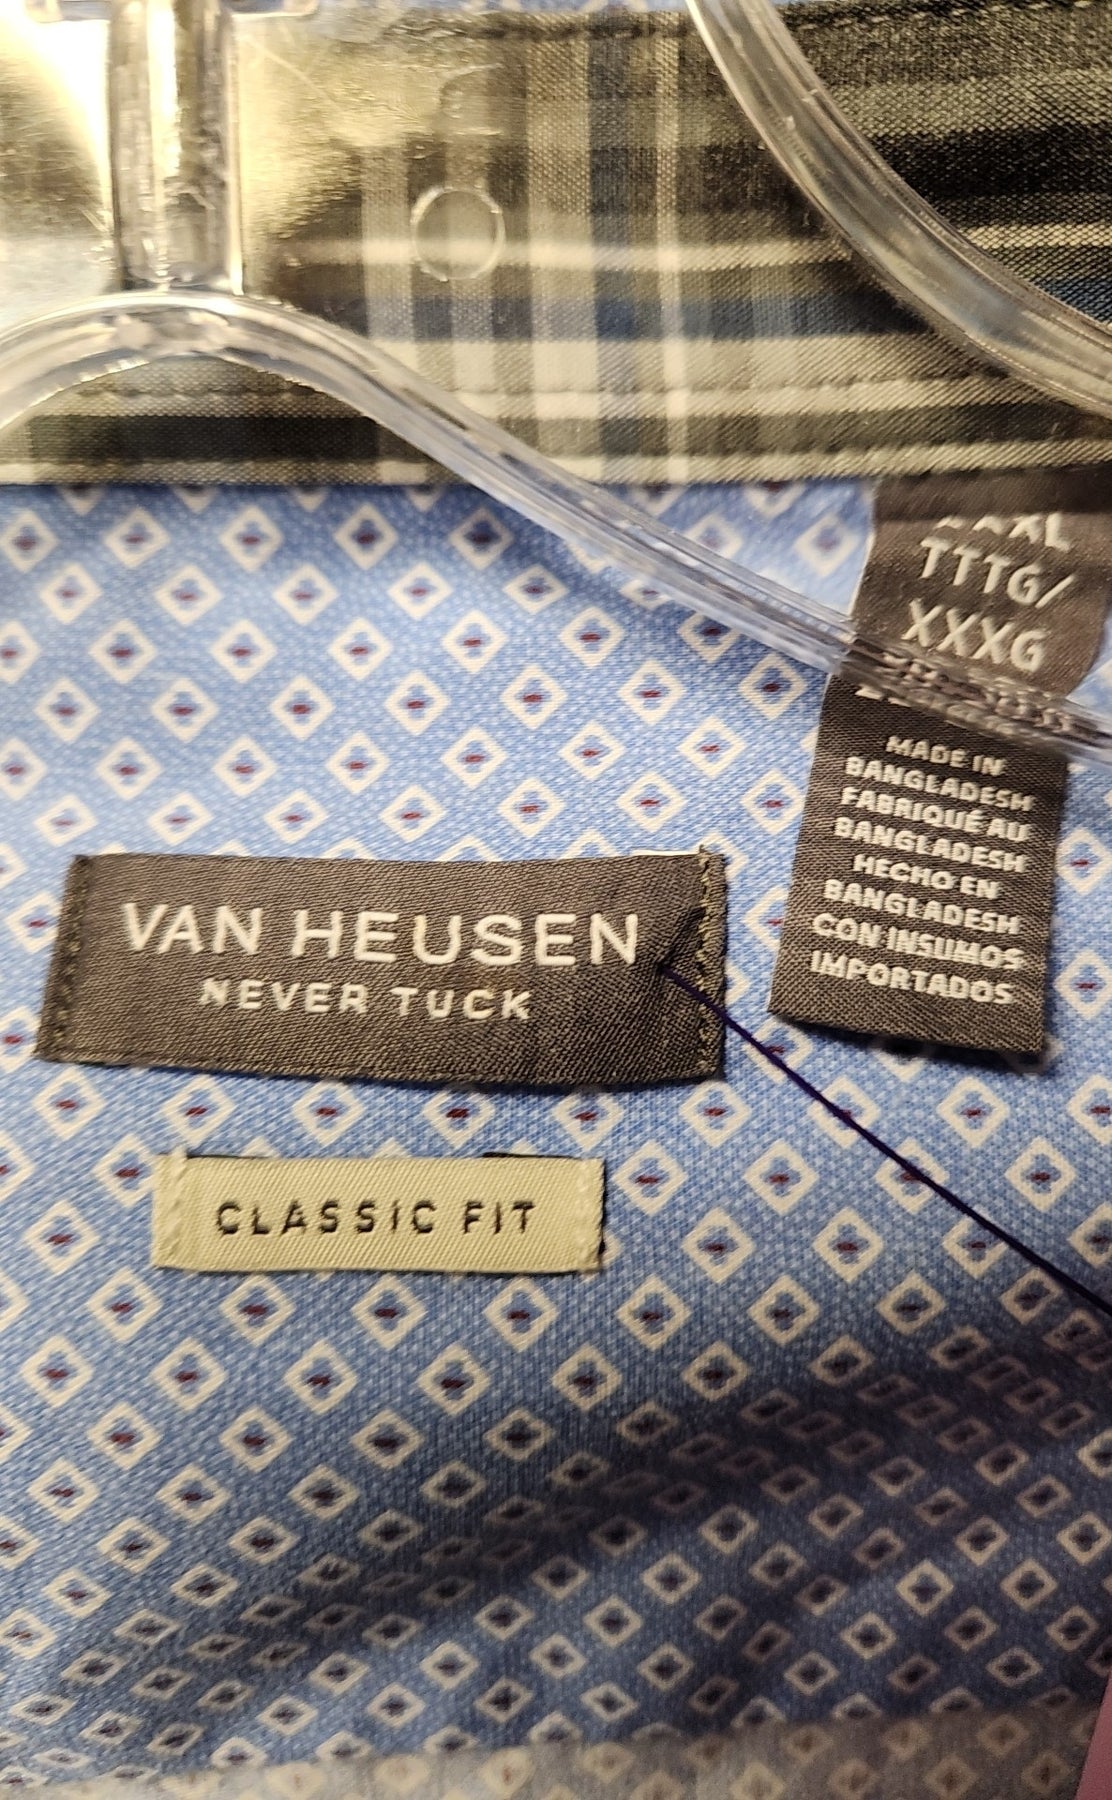 VAN HEUSEN
NEVER TUCK
CLASSIC FIT
XXXL
TTTG/
XXXG
MADE IN
BANGLADESH
FABRIQUÉ AU
BANGLADESH
HECHO EN
BANGLADESH
CON INSUMOS
IMPORTADOS